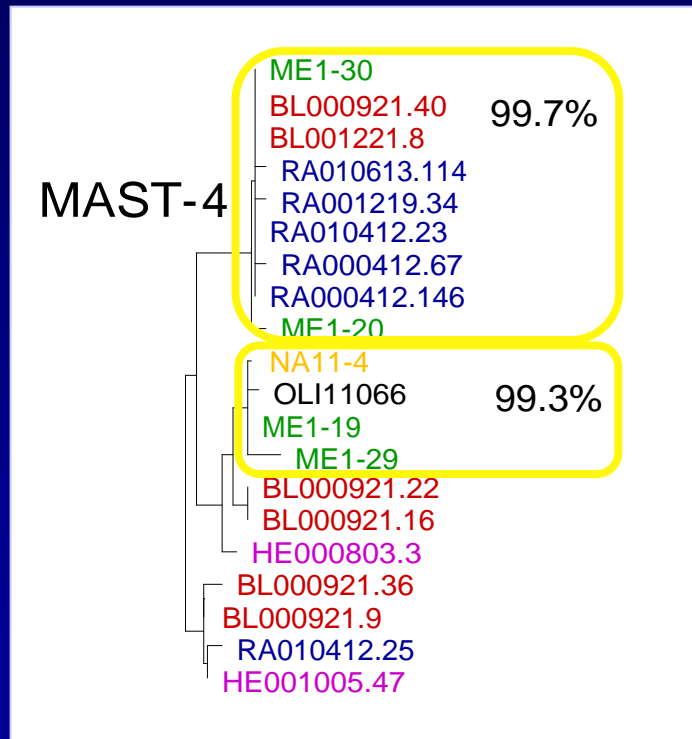 ME1-30
BL000921.40
99.7%
BL001221.8
RA010613.114
MAST-4
RA001219.34
RA010412.23
RA000412.67
RA000412.146
ME1-20
NA11-4
OLI11066
99.3%
ME1-19
ME1-29
BL000921.22
BL000921.16
HE000803.3
BL000921.36
BL000921.9
RA010412.25
HE001005.47